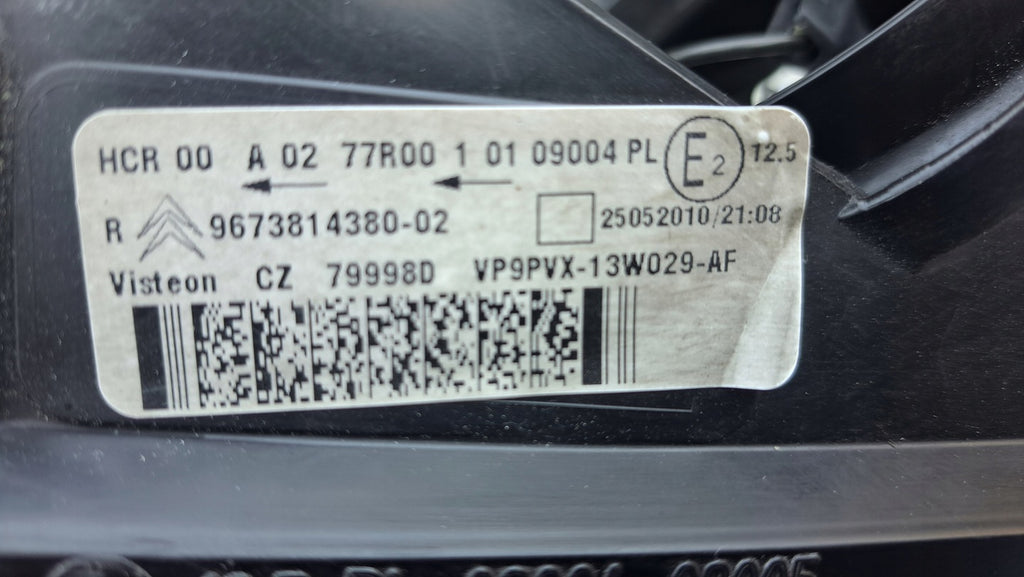 HCR 00 A 02 77R00 1 01 09004 PL E2 12.5
R 9673814380-02 25052010/21:08
Visteon CZ 79998D VP9PVX-13W029-AF